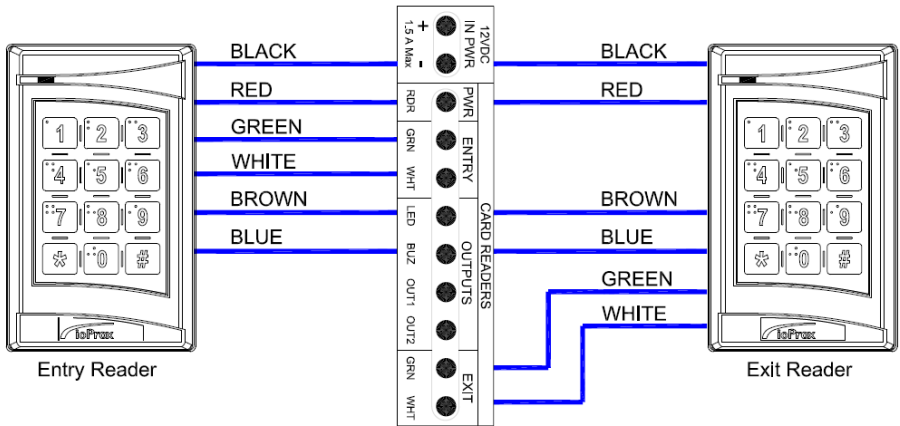 BLACK
RED
GREEN
WHITE
BROWN
BLUE
1 2 3
4 5 6
7 8 9
* 0 #
ioProx
Entry Reader
12VDC
IN PWR
+ -
1.5 A Max
PWR
RDR
CARD READERS
ENTRY
GRN
WHT
OUTPUTS
LED
BUZ
OUT1
OUT2
EXIT
GRN
WHT
BLACK
RED
BROWN
BLUE
GREEN
WHITE
1 2 3
4 5 6
7 8 9
* 0 #
ioProx
Exit Reader